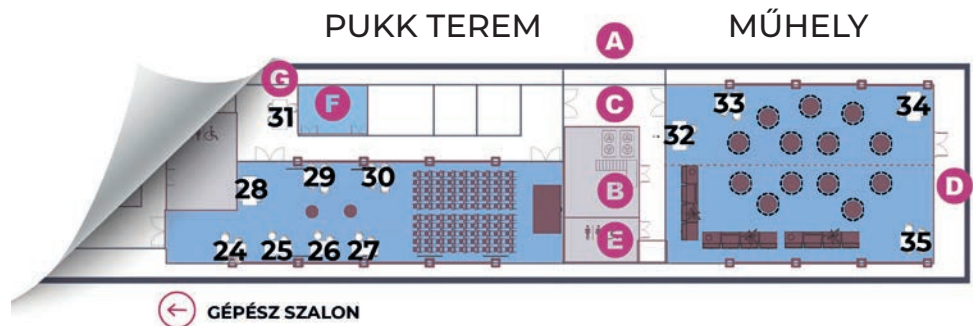 PUKK TEREM
MŰHELY
A
G
F
C
31
33
34
32
29
30
28
B
D
24
25
26
27
E
35
GÉPÉSZ SZALON